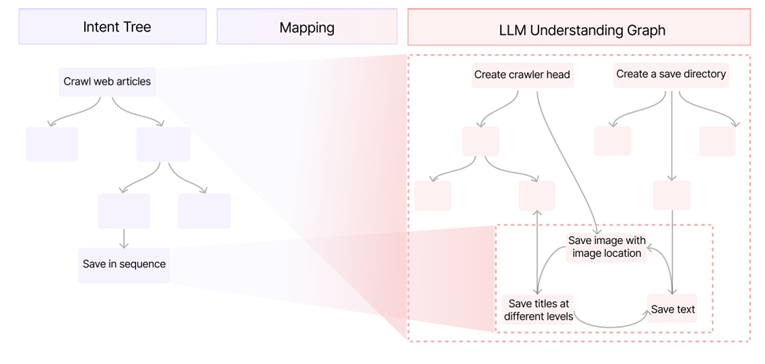 Intent Tree
Mapping
LLM Understanding Graph
Crawl web articles
Create crawler head
Create a save directory
Save in sequence
Save image with
image location
Save titles at
different levels
Save text